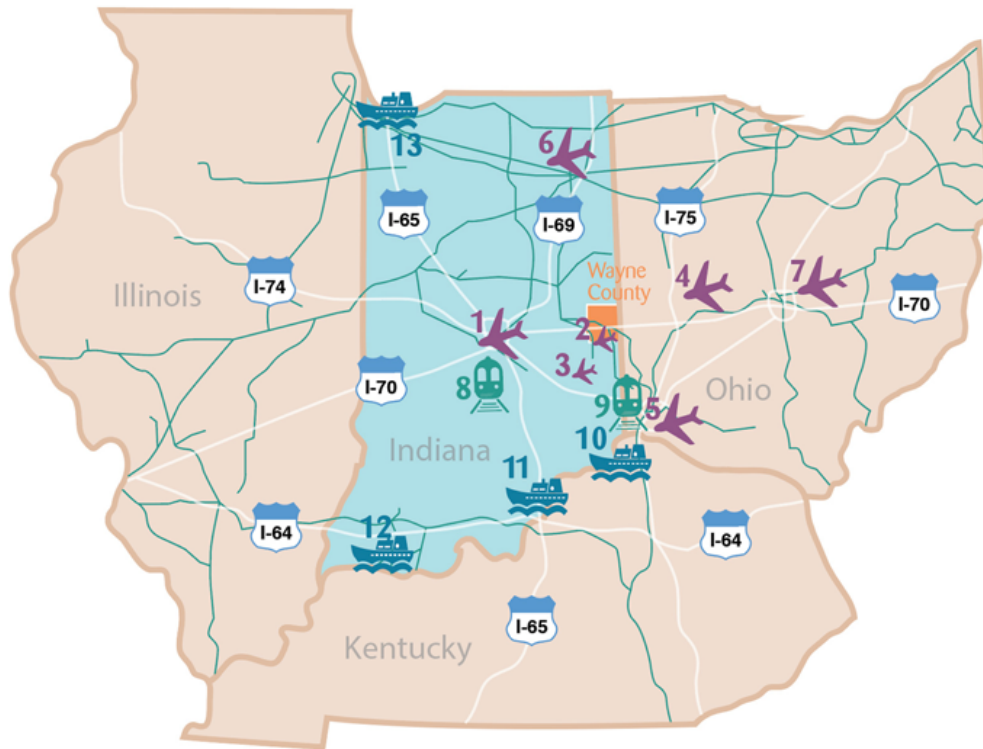 13
6
I-65
I-69
I-75
Wayne
County
4
7
I-74
Illinois
I-70
1
2
3
I-70
8
9
5
Ohio
Indiana
10
11
12
I-64
I-64
I-65
Kentucky